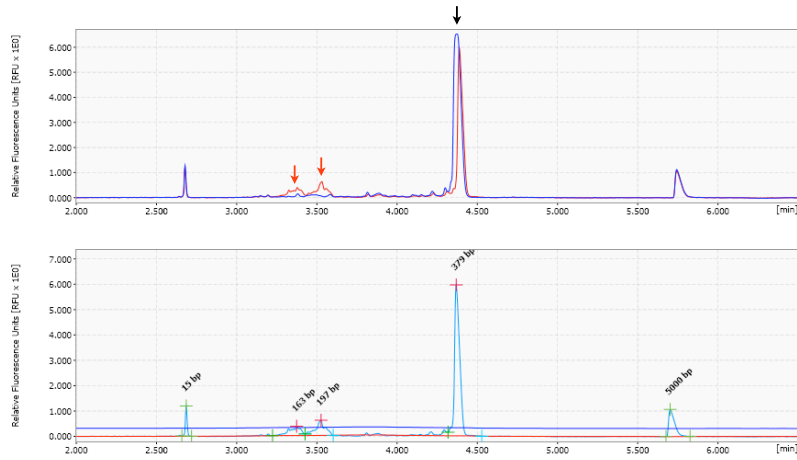 Relative Fluorescence Units [RFU x 1E0]
6.000
5.000
4.000
3.000
2.000
1.000
0.000
2.000 2.500 3.000 3.500 4.000 4.500 5.000 5.500 6.000 [min]
Relative Fluorescence Units [RFU x 1E0]
7.000
6.000
5.000
4.000
3.000
2.000
1.000
0.000
15 bp
163 bp
197 bp
379 bp
5000 bp
2.000 2.500 3.000 3.500 4.000 4.500 5.000 5.500 6.000 [min]